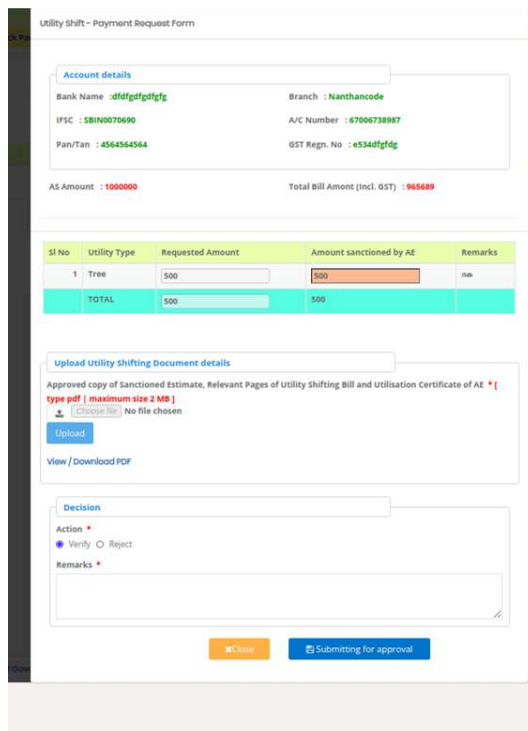 Utility Shift - Payment Request Form
Account details
Bank Name :dfdfgdfgdfgfg
Branch : Nanthancode
IFSC : SBIN0070690
A/C Number : 67006738987
Pan/Tan : 4564564564
GST Regn. No : e534dfgfdg
AS Amount : 1000000
Total Bill Amont (Incl. GST) : 965689
Sl No Utility Type Requested Amount Amount sanctioned by AE Remarks
1 Tree 500 500
TOTAL 500 500
Upload Utility Shifting Document details
Approved copy of Sanctioned Estimate, Relevant Pages of Utility Shifting Bill and Utilisation Certificate of AE * [
type pdf | maximum size 2 MB ]
Choose file No file chosen
Upload
View / Download PDF
Decision
Action *
Verify Reject
Remarks *
Close
Submitting for approval